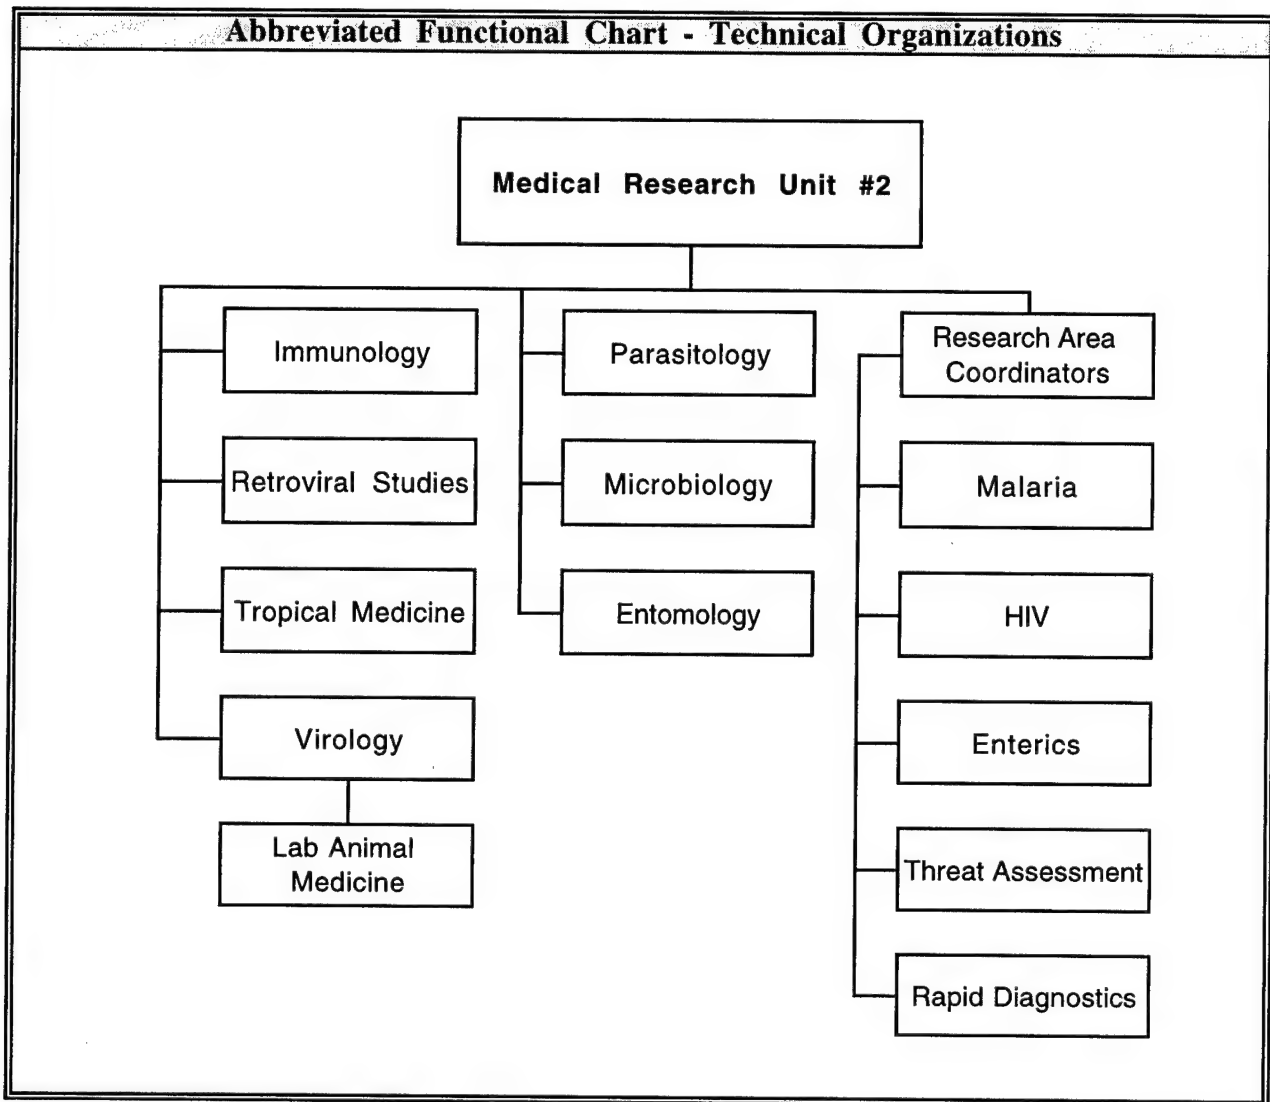 Abbreviated Functional Chart - Technical Organizations
Medical Research Unit #2
Immunology
Retroviral Studies
Tropical Medicine
Virology
Lab Animal
Medicine
Parasitology
Microbiology
Entomology
Research Area
Coordinators
Malaria
HIV
Enterics
Threat Assessment
Rapid Diagnostics